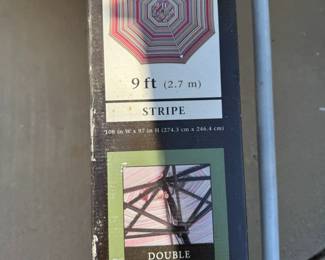 9 ft (2.7 m)
STRIPE
108 in W x 97 in H (274.3 cm x 246.4 cm)
DOUBLE